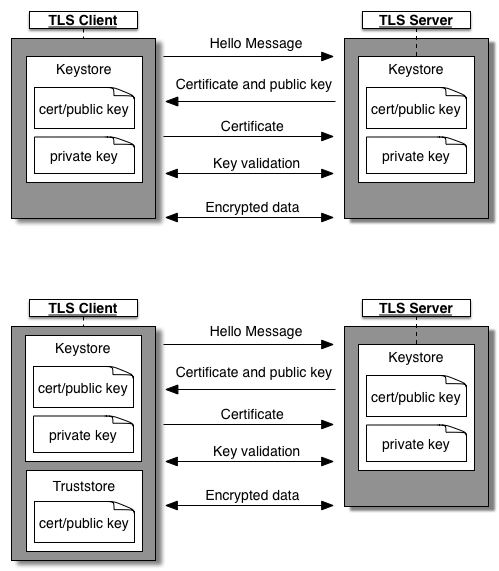 TLS Client
TLS Server
Keystore
cert/public key
private key
Hello Message
Certificate and public key
Certificate
Key validation
Encrypted data
Keystore
cert/public key
private key
TLS Client
TLS Server
Keystore
cert/public key
private key
Truststore
cert/public key
Hello Message
Certificate and public key
Certificate
Key validation
Encrypted data
Keystore
cert/public key
private key